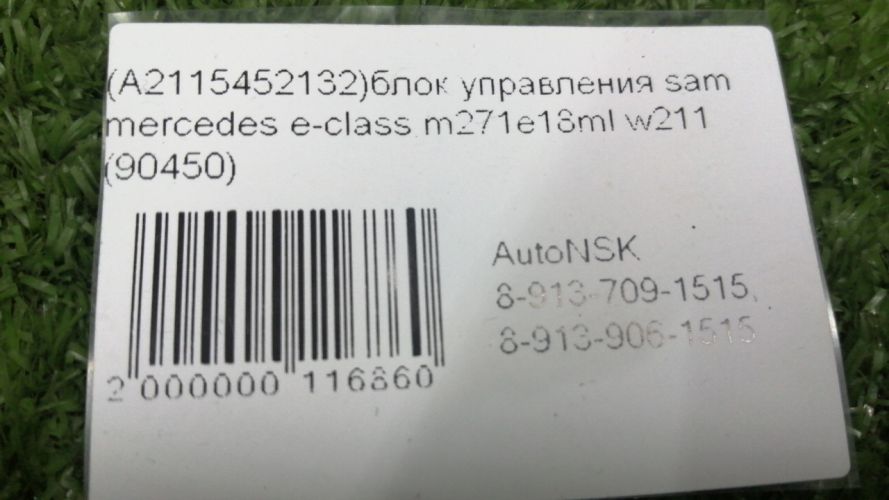 (A2115452132)блок управления sam
mercedes e-class m271e18ml w211
(90450)
AutoNSK
8-913-709-1515,
8-913-906-1515
2 000000 116860